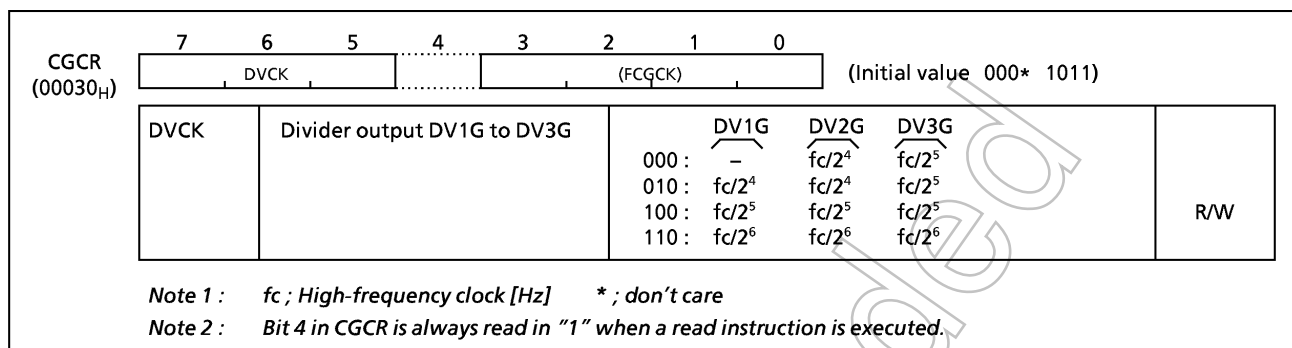 7 6 5 4 3 2 1 0
CGCR
(00030H)
DVCK (FCGCK) (Initial value 000* 1011)
DVCK Divider output DV1G to DV3G DV1G DV2G DV3G
000 : – fc/2⁴ fc/2⁵
010 : fc/2⁴ fc/2⁴ fc/2⁵
100 : fc/2⁵ fc/2⁵ fc/2⁵
110 : fc/2⁶ fc/2⁶ fc/2⁶
R/W
Note 1 : fc ; High-frequency clock [Hz] * ; don't care
Note 2 : Bit 4 in CGCR is always read in "1" when a read instruction is executed.
ded